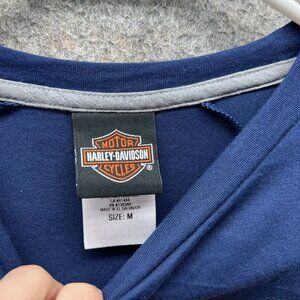 MOTOR
HARLEY-DAVIDSON
CYCLES
MADE IN EL SALVADOR
SIZE: M